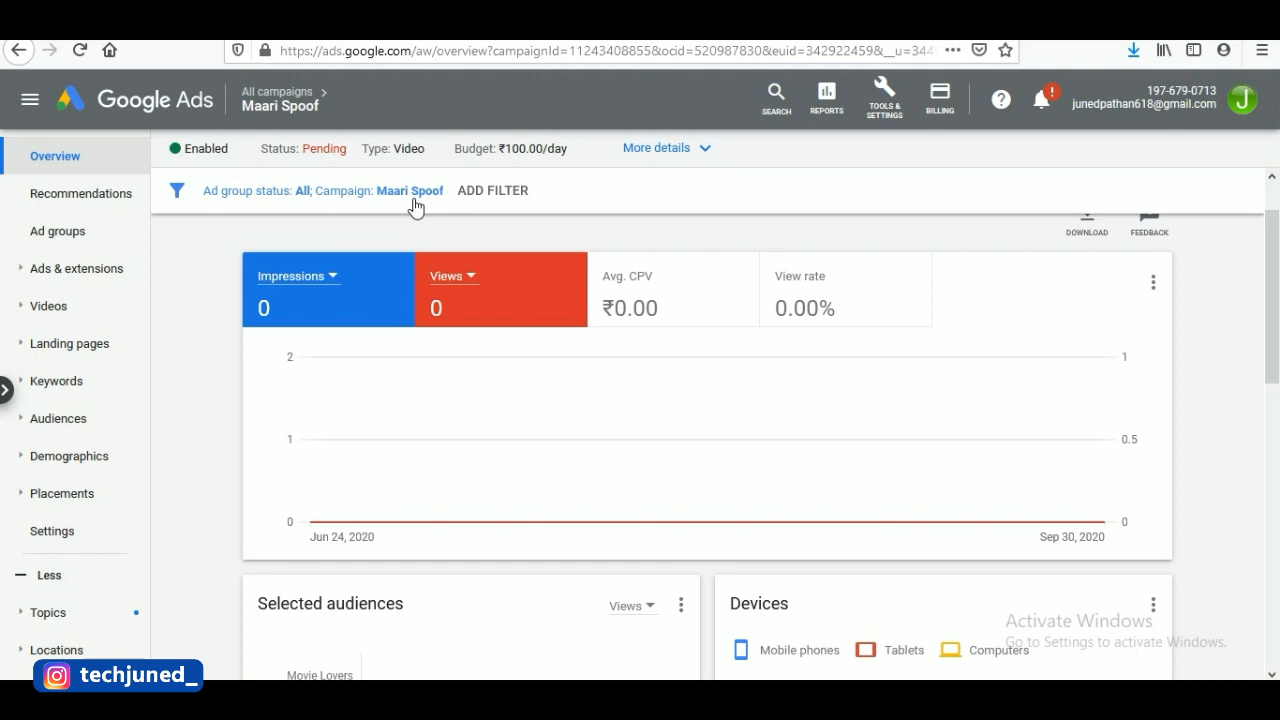 https://ads.google.com/aw/overview?campaignId=11243408855&ocid=520987830&euid=342922459&__u=344
Google Ads
All campaigns
Maari Spoof
SEARCH
REPORTS
TOOLS & SETTINGS
BILLING
197-679-0713
junedpathan618@gmail.com
J
Enabled
Status: Pending
Type: Video
Budget: ₹100.00/day
More details
Ad group status: All; Campaign: Maari Spoof
ADD FILTER
DOWNLOAD
FEEDBACK
Overview
Recommendations
Ad groups
Ads & extensions
Videos
Landing pages
Keywords
Audiences
Demographics
Placements
Settings
Less
Topics
Locations
Impressions
0
Views
0
Avg. CPV
₹0.00
View rate
0.00%
2
1
1
0.5
0
0
Jun 24, 2020
Sep 30, 2020
Selected audiences
Views
Movie Lovers
Devices
Mobile phones
Tablets
Computers
Activate Windows
Go to Settings to activate Windows.
techjuned_